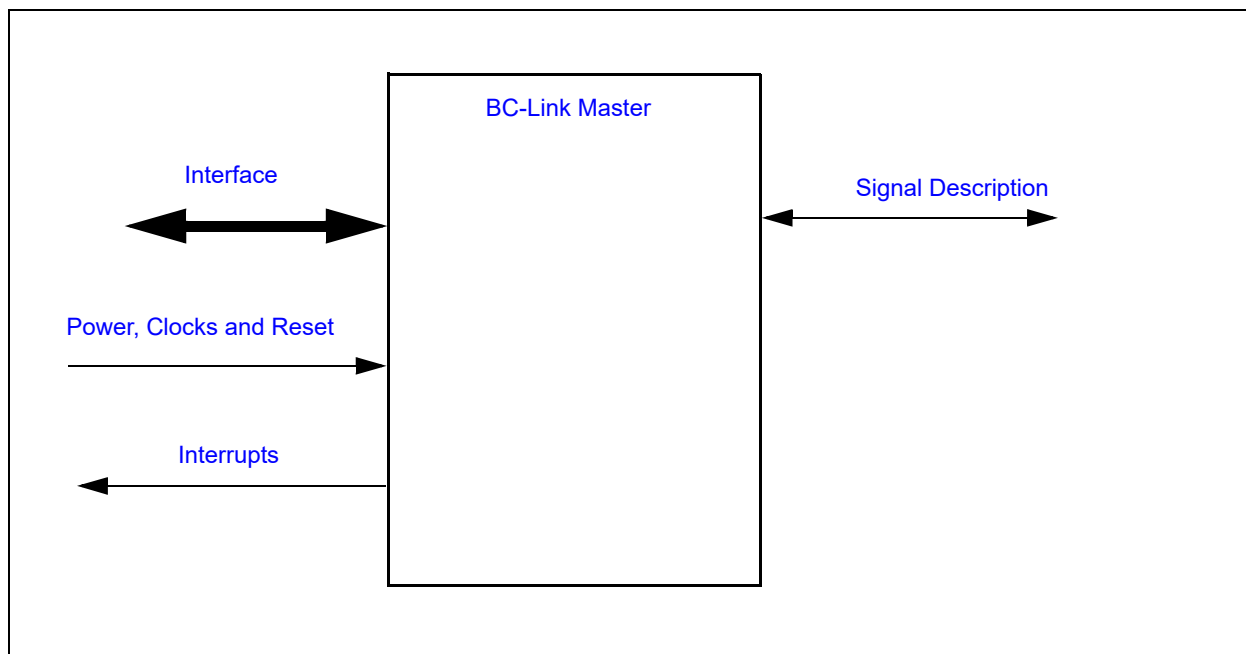 BC-Link Master
Interface
Signal Description
Power, Clocks and Reset
Interrupts